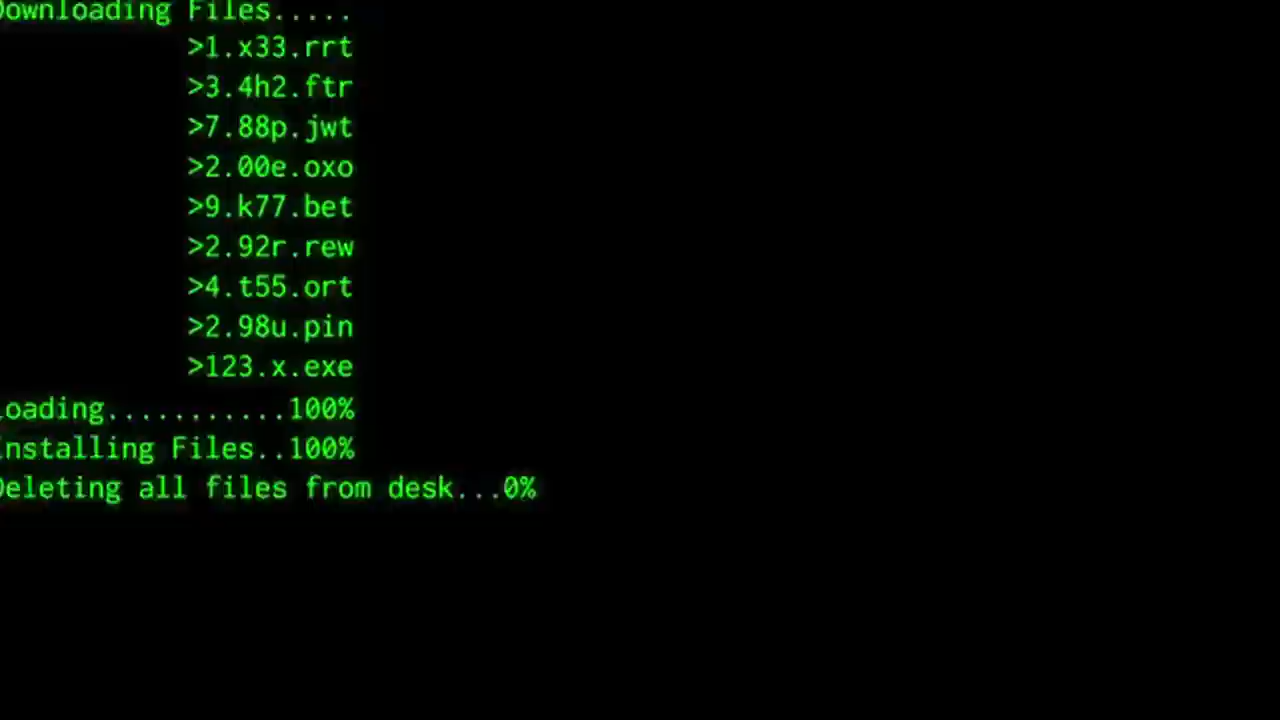 Downloading Files.....
>1.x33.rrt
>3.4h2.ftr
>7.88p.jwt
>2.00e.oxo
>9.k77.bet
>2.92r.rew
>4.t55.ort
>2.98u.pin
>123.x.exe
Loading...........100%
Installing Files..100%
Deleting all files from desk...0%